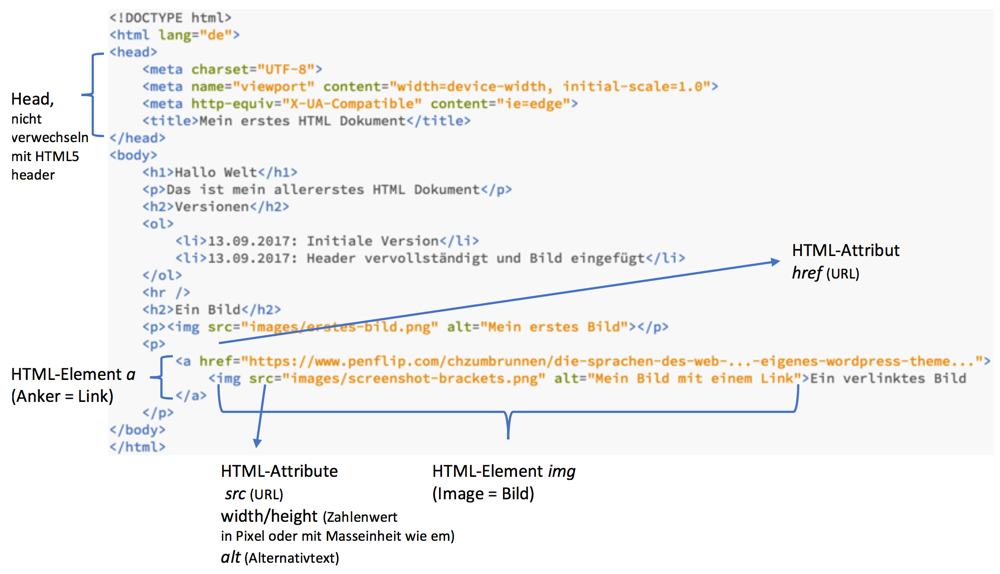 <!DOCTYPE html>
<html lang="de">
<head>
<meta charset="UTF-8">
<meta name="viewport" content="width=device-width, initial-scale=1.0">
<meta http-equiv="X-UA-Compatible" content="ie=edge">
<title>Mein erstes HTML Dokument</title>
</head>
<body>
<h1>Hallo Welt</h1>
<p>Das ist mein allererstes HTML Dokument</p>
<h2>Versionen</h2>
<ol>
<li>13.09.2017: Initiale Version</li>
<li>13.09.2017: Header vervollständigt und Bild eingefügt</li>
</ol>
<hr />
<h2>Ein Bild</h2>
<p><img src="images/erstes-bild.png" alt="Mein erstes Bild"></p>
<p>
<a href="https://www.penflip.com/chzumbrunnen/die-sprachen-des-web-...-eigenes-wordpress-theme...">
<img src="images/screenshot-brackets.png" alt="Mein Bild mit einem Link">Ein verlinktes Bild
</a>
</p>
</body>
</html>
Head,
nicht
verwechseln
mit HTML5
header
HTML-Attribut
href (URL)
HTML-Element a
(Anker = Link)
HTML-Attribute
src (URL)
width/height (Zahlenwert
in Pixel oder mit Masseinheit wie em)
alt (Alternativtext)
HTML-Element img
(Image = Bild)